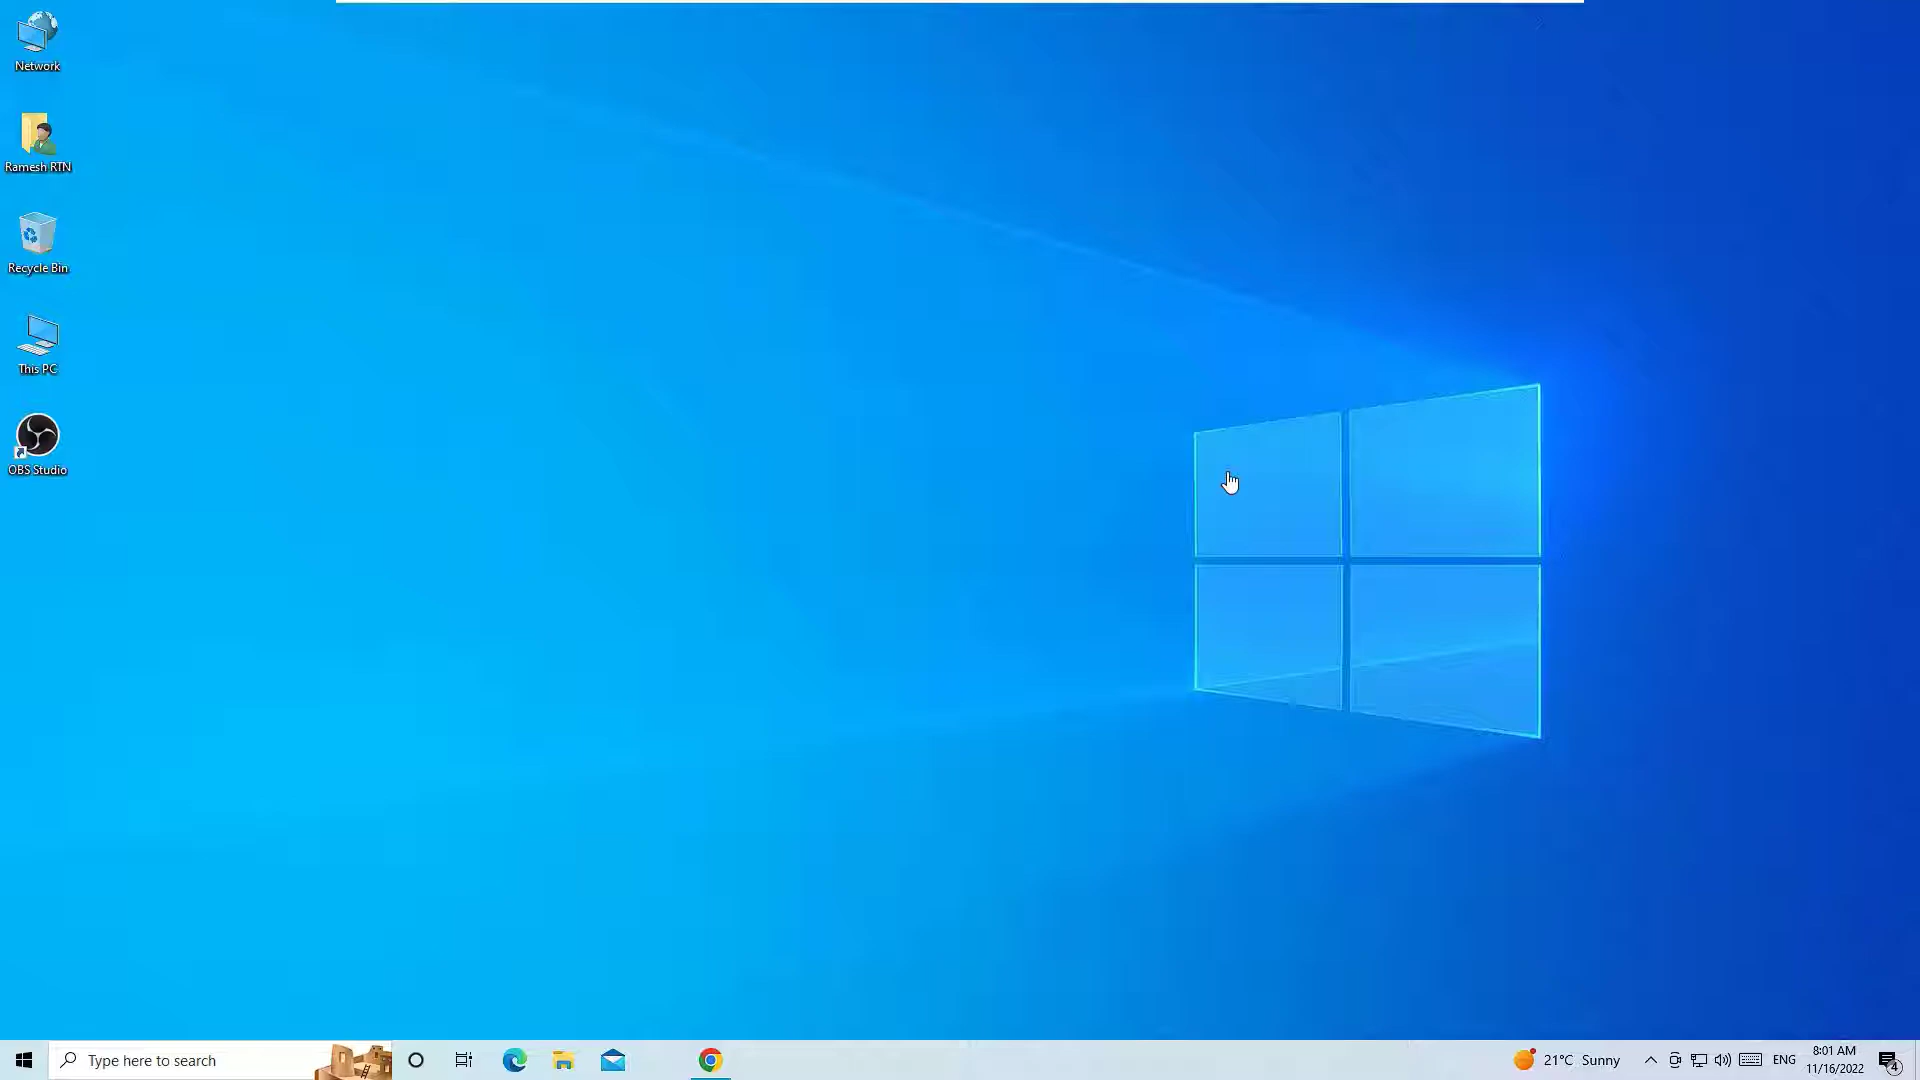 Network
Ramesh RTN
Recycle Bin
This PC
OBS Studio
Type here to search
21°C Sunny
ENG
8:01 AM
11/16/2022
4